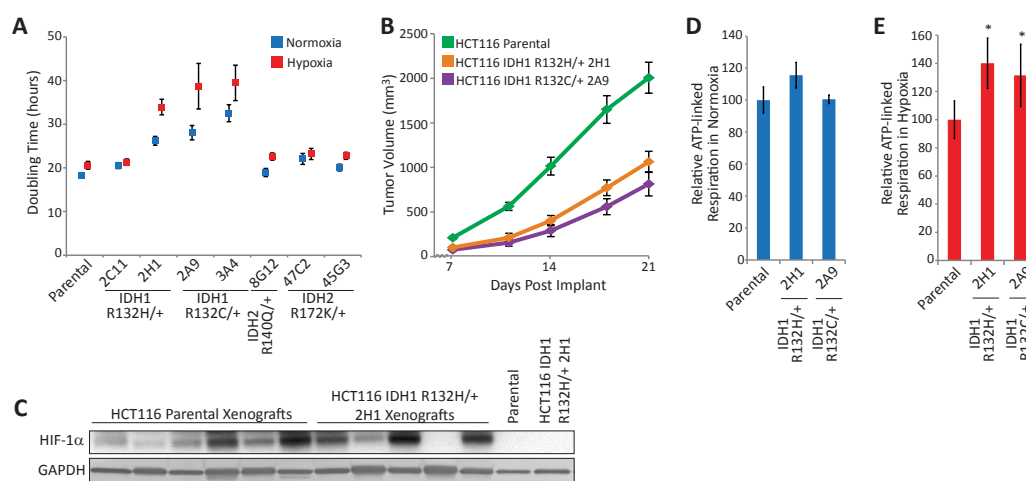 A
Doubling Time (hours)
50
40
30
20
10
0
Normoxia
Hypoxia
Parental
2C11
2H1
2A9
3A4
8G12
47C2
45G3
IDH1
R132H/+
IDH1
R132C/+
IDH2
R140Q/+
IDH2
R172K/+
B
Tumor Volume (mm³)
2500
2000
1500
1000
500
0
HCT116 Parental
HCT116 IDH1 R132H/+ 2H1
HCT116 IDH1 R132C/+ 2A9
7
14
21
Days Post Implant
C
HCT116 Parental Xenografts
HCT116 IDH1 R132H/+
2H1 Xenografts
Parental
HCT116 IDH1
R132H/+ 2H1
HIF-1α
GAPDH
D
Relative ATP-linked
Respiration in Normoxia
140
120
100
80
60
40
20
0
Parental
2H1
2A9
IDH1
R132H/+
IDH1
R132C/+
E
Relative ATP-linked
Respiration in Hypoxia
160
140
120
100
80
60
40
20
0
*
*
Parental
2H1
2A9
IDH1
R132H/+
IDH1
R132C/+